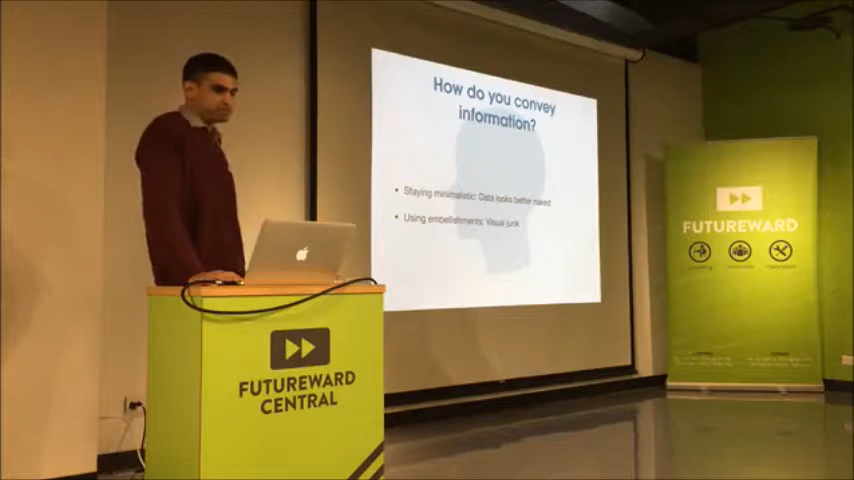 How do you convey
information?
• Staying minimalistic: Data looks better naked
• Using embellishments: Visual junk
FUTUREWARD
FUTUREWARD
CENTRAL